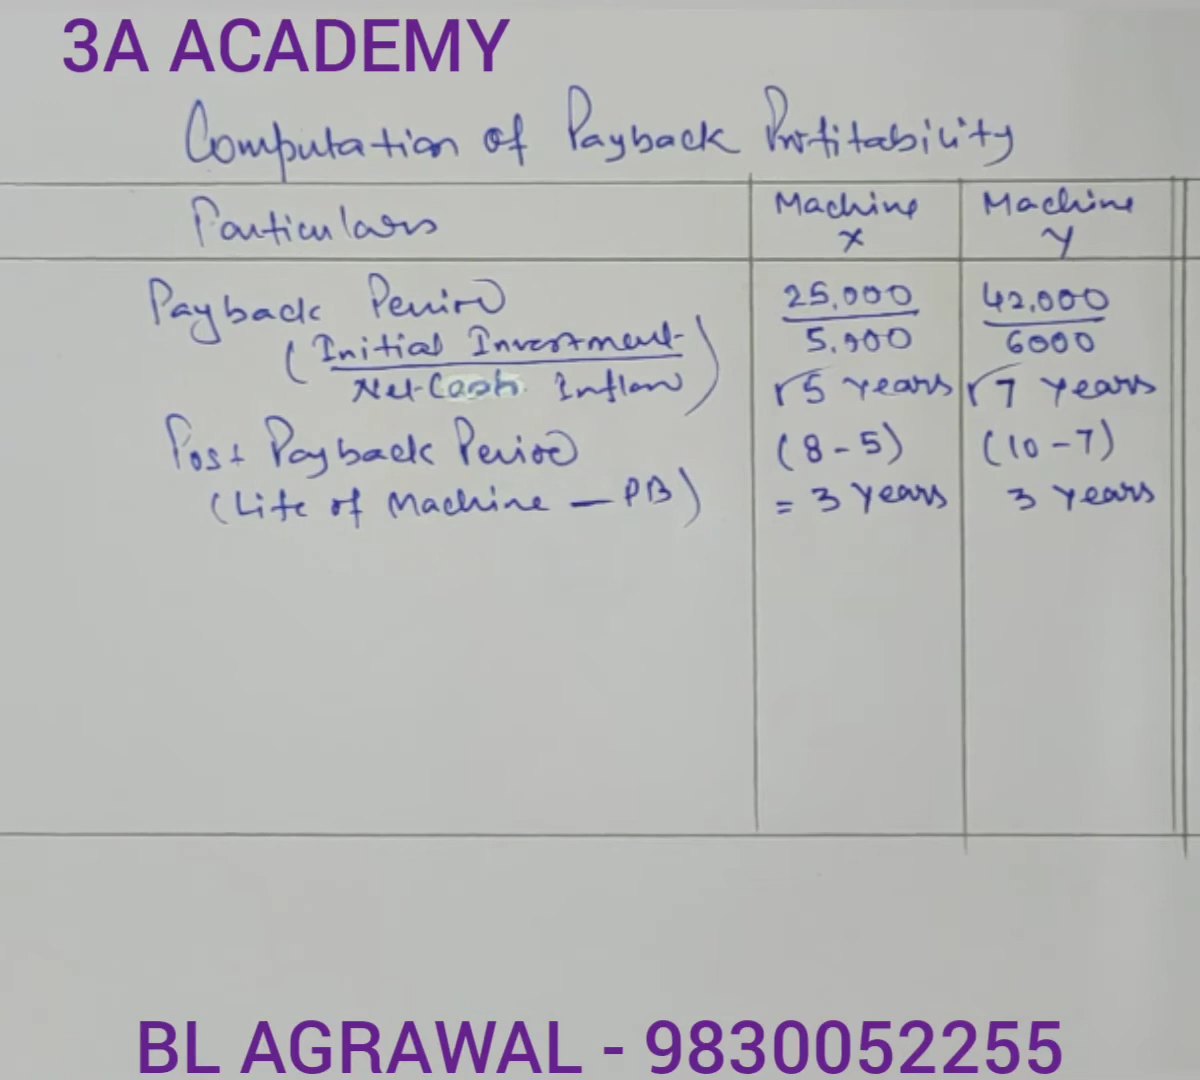 3A ACADEMY
Computation of Payback Profitability
Particulars
Machine X
Machine Y
Payback Period
(Initial Investment / Net Cash Inflow)
25,000 / 5,000
42,000 / 6000
5 years
7 years
Post Payback Period
(8-5)
(10-7)
(Life of Machine - PB)
= 3 years
3 years
BL AGRAWAL - 9830052255